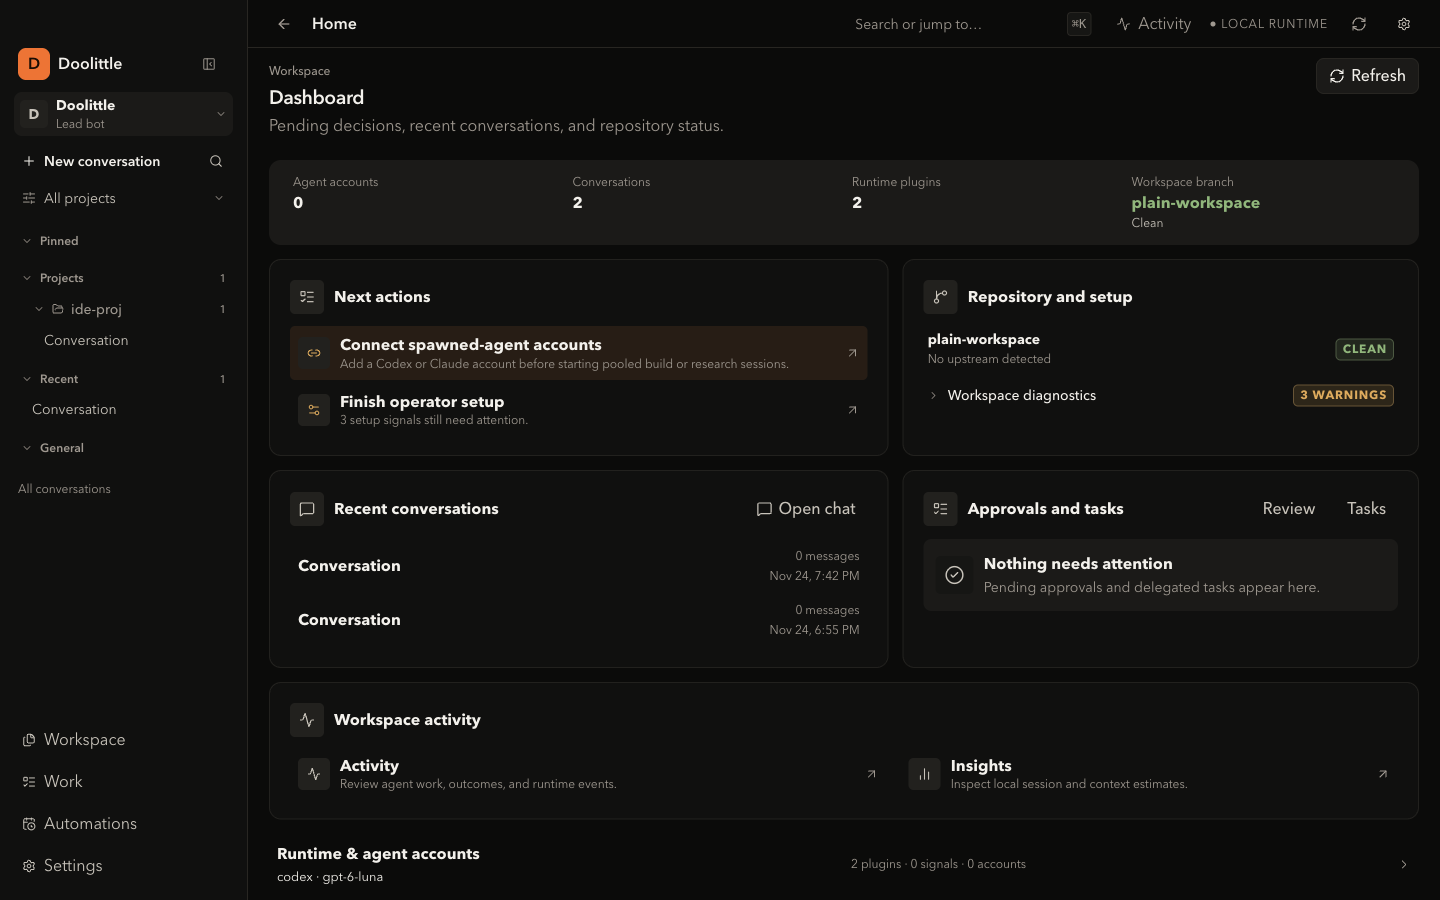 Home
Search or jump to…
⌘K
Activity
LOCAL RUNTIME
D
Doolittle
D
Doolittle
Lead bot
New conversation
All projects
Pinned
Projects
1
ide-proj
1
Conversation
Recent
1
Conversation
General
All conversations
Workspace
Work
Automations
Settings
Workspace
Dashboard
Pending decisions, recent conversations, and repository status.
Refresh
Agent accounts
0
Conversations
2
Runtime plugins
2
Workspace branch
plain-workspace
Clean
Next actions
Connect spawned-agent accounts
Add a Codex or Claude account before starting pooled build or research sessions.
Finish operator setup
3 setup signals still need attention.
Repository and setup
plain-workspace
No upstream detected
CLEAN
Workspace diagnostics
3 WARNINGS
Recent conversations
Open chat
Conversation
0 messages
Nov 24, 7:42 PM
Conversation
0 messages
Nov 24, 6:55 PM
Approvals and tasks
Review
Tasks
Nothing needs attention
Pending approvals and delegated tasks appear here.
Workspace activity
Activity
Review agent work, outcomes, and runtime events.
Insights
Inspect local session and context estimates.
Runtime & agent accounts
codex · gpt-6-luna
2 plugins · 0 signals · 0 accounts